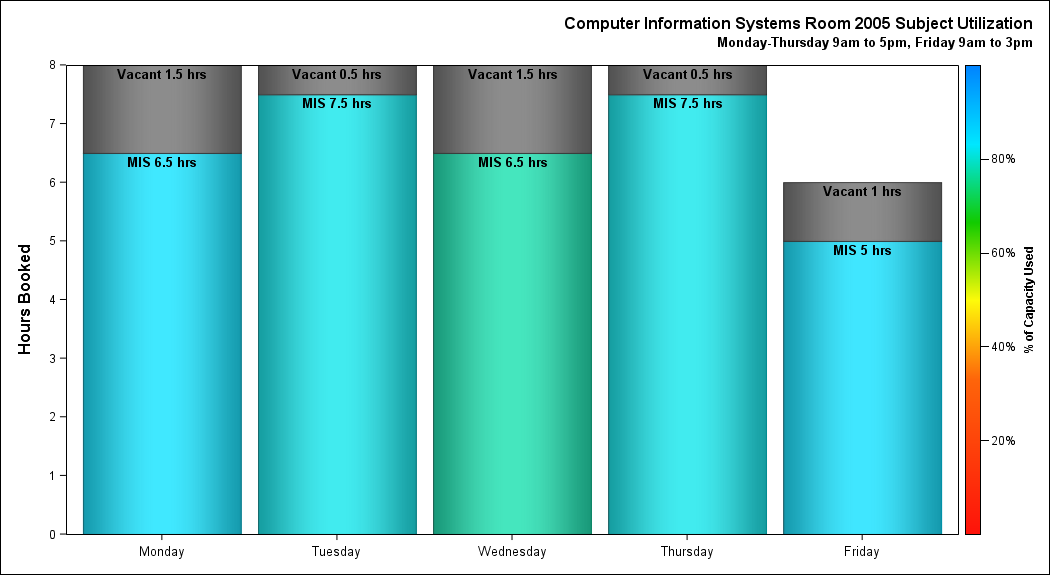 Computer Information Systems Room 2005 Subject Utilization
Monday-Thursday 9am to 5pm, Friday 9am to 3pm
Hours Booked
8
7
6
5
4
3
2
1
0
Vacant 1.5 hrs
MIS 6.5 hrs
Vacant 0.5 hrs
MIS 7.5 hrs
Vacant 1.5 hrs
MIS 6.5 hrs
Vacant 0.5 hrs
MIS 7.5 hrs
Vacant 1 hrs
MIS 5 hrs
Monday
Tuesday
Wednesday
Thursday
Friday
80%
60%
40%
20%
% of Capacity Used